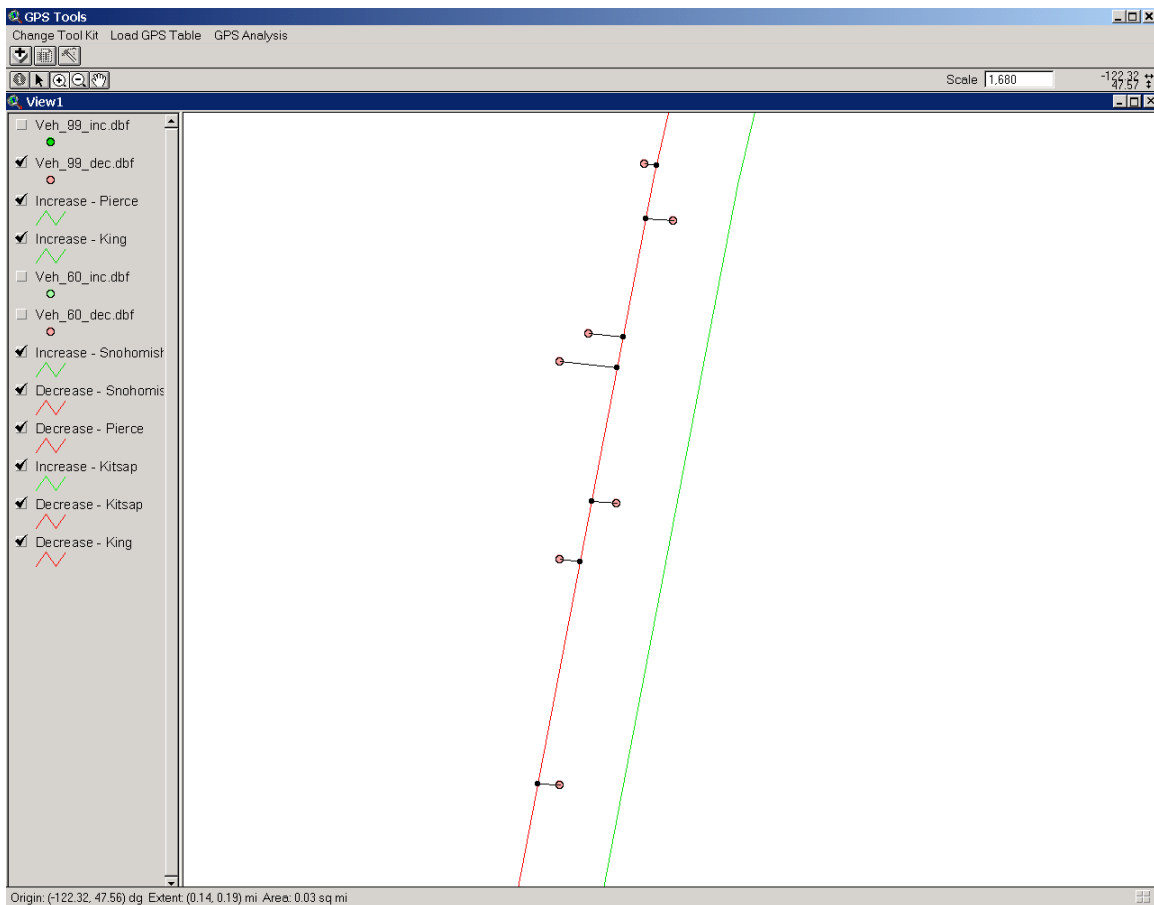 GPS Tools
Change Tool Kit Load GPS Table GPS Analysis
Scale 1,680 -122.32
47.57
View1
Veh_99_inc.dbf
Veh_99_dec.dbf
Increase - Pierce
Increase - King
Veh_60_inc.dbf
Veh_60_dec.dbf
Increase - Snohomish
Decrease - Snohomis
Decrease - Pierce
Increase - Kitsap
Decrease - Kitsap
Decrease - King
Origin: (-122.32, 47.56) dg Extent: (0.14, 0.19) mi Area: 0.03 sq mi